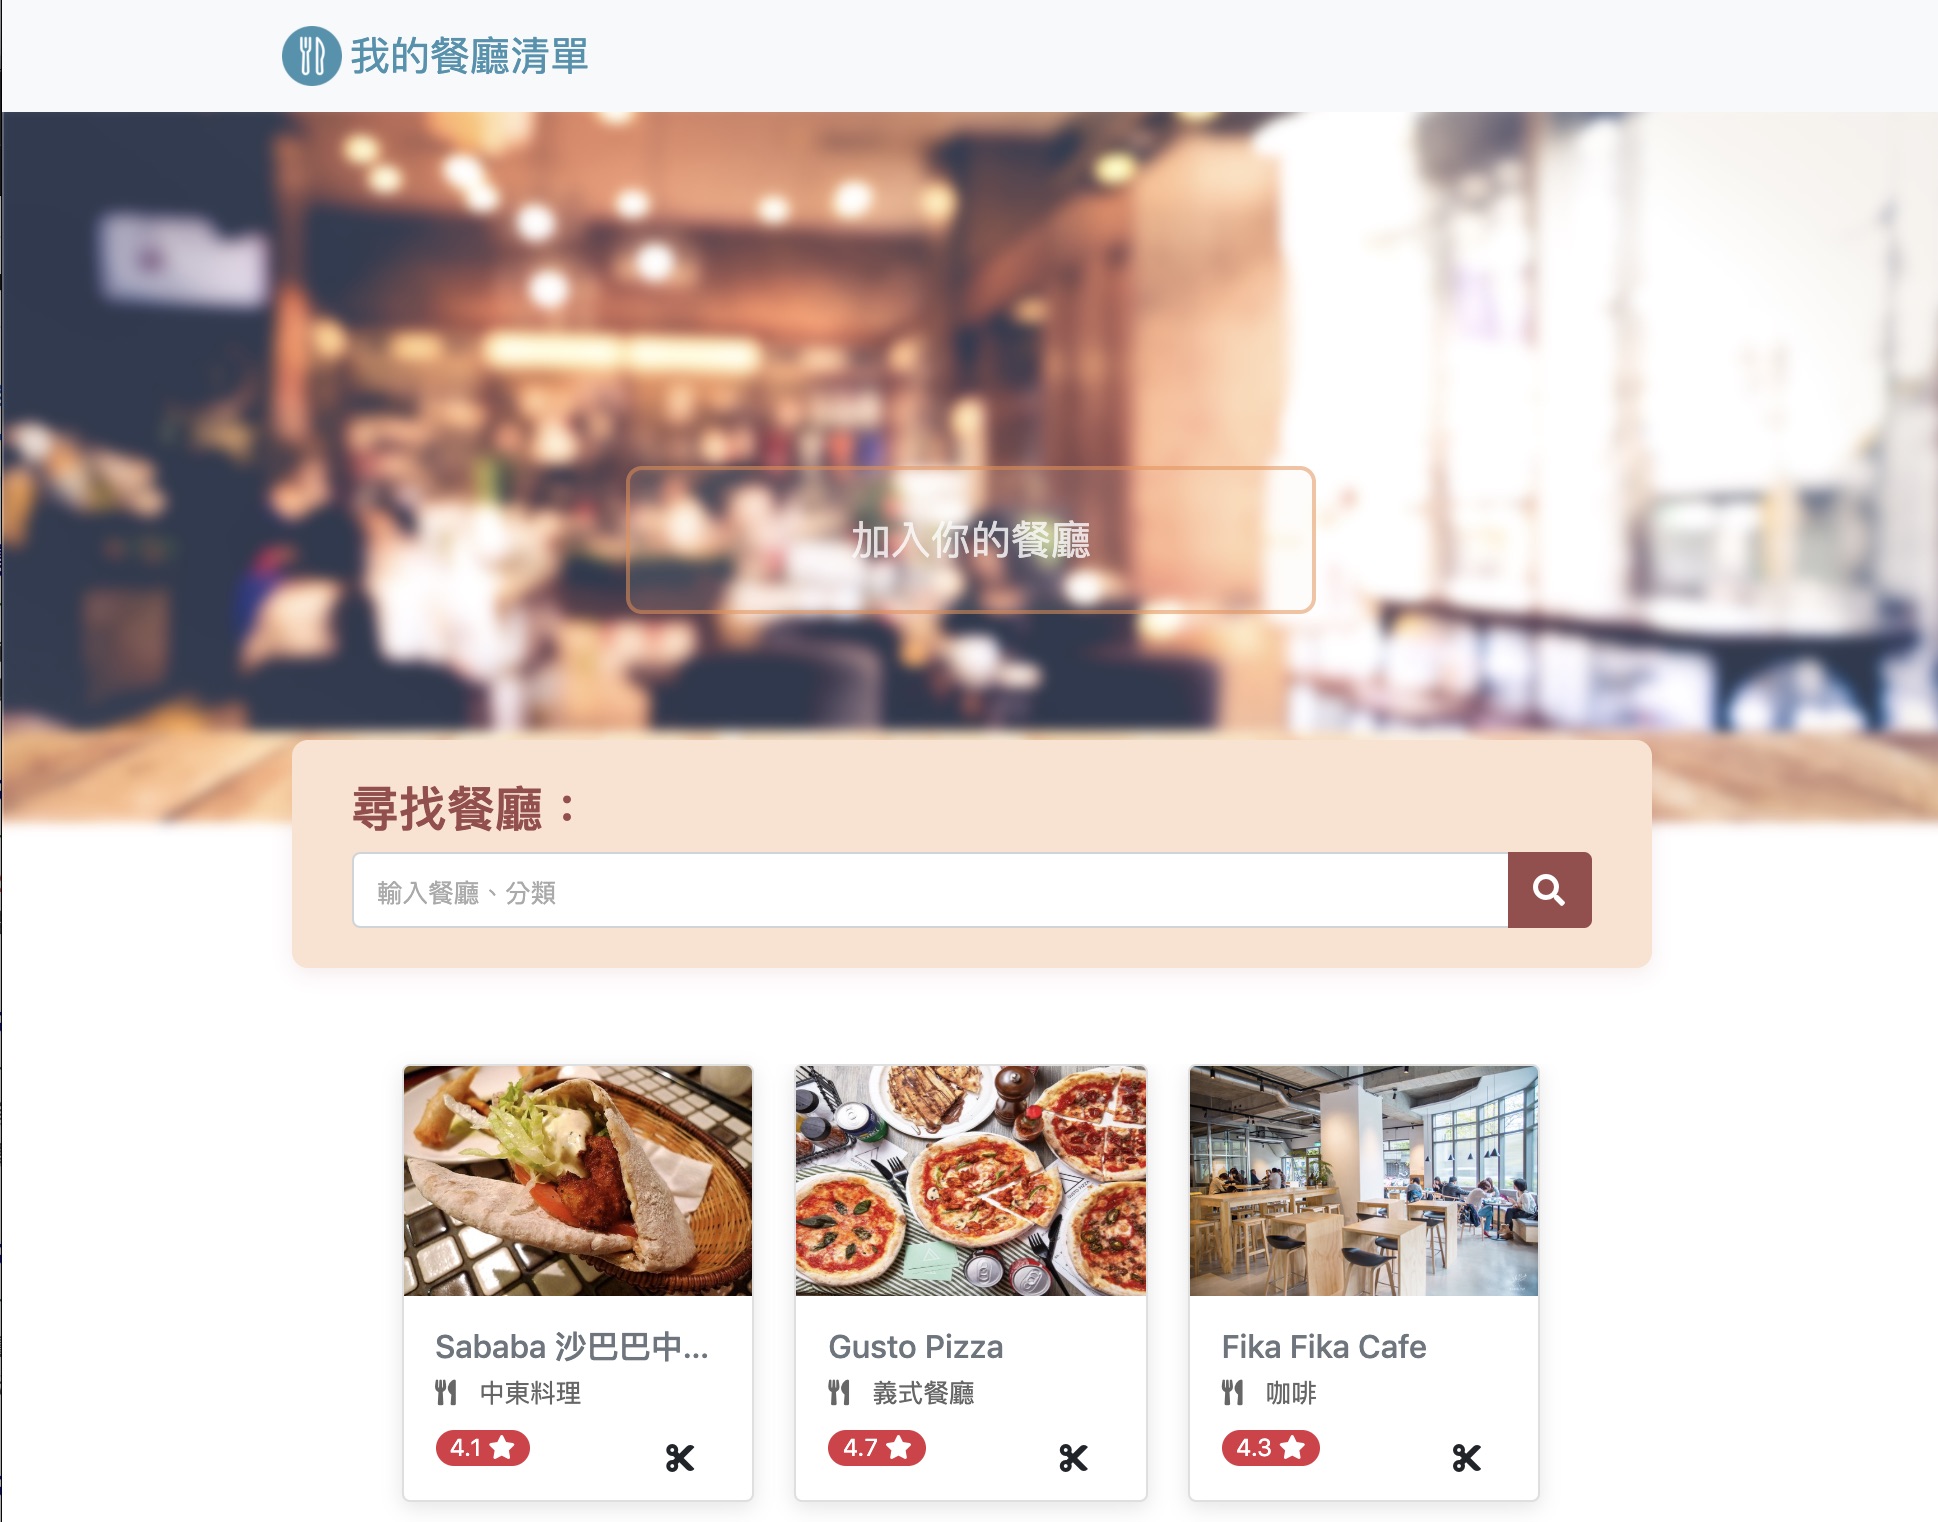 我的餐廳清單
加入你的餐廳
尋找餐廳：
輸入餐廳、分類
Sababa 沙巴巴中...
中東料理
4.1
Gusto Pizza
義式餐廳
4.7
Fika Fika Cafe
咖啡
4.3